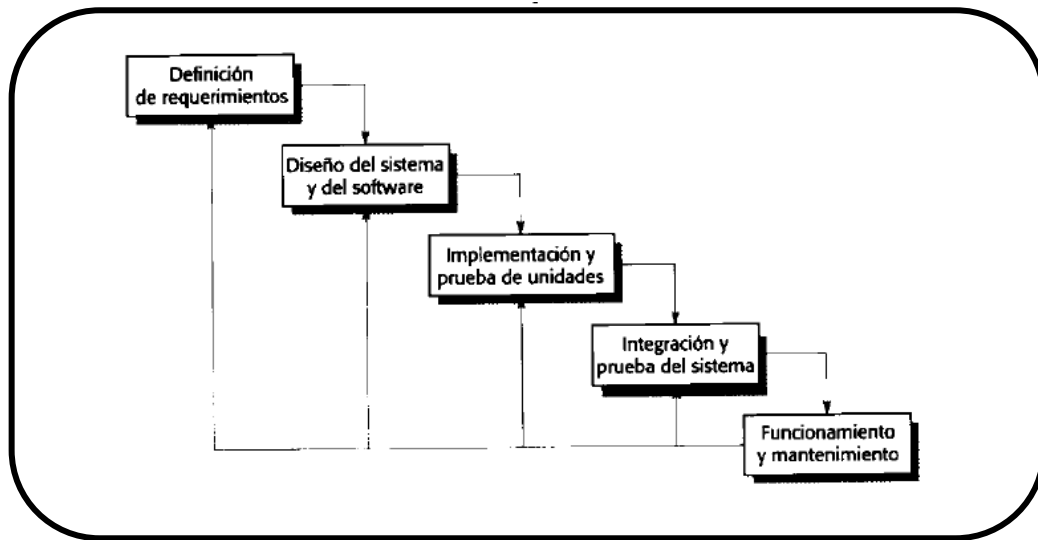 Definición
de requerimientos
Diseño del sistema
y del software
Implementación y
prueba de unidades
Integración y
prueba del sistema
Funcionamiento
y mantenimiento